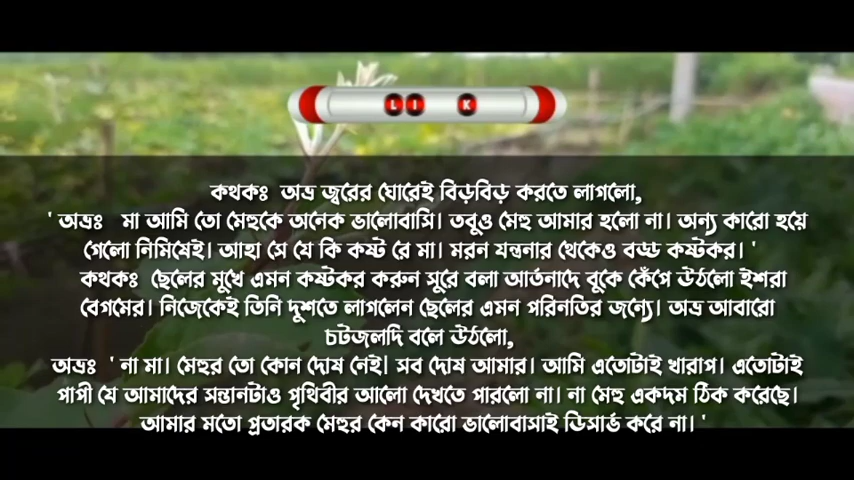 L I K
কথকঃ অভ্র জ্বরের ঘোরেই বিড়বিড় করতে লাগলো,
' অভ্রঃ মা আমি তো মেহুকে অনেক ভালোবাসি। তবুও মেহু আমার হলো না। অন্য কারো হয়ে
গেলো নিমিষেই। আহা সে যে কি কষ্ট রে মা। মরন যন্ত্রনার থেকেও বড্ড কষ্টকর। '
কথকঃ ছেলের মুখে এমন কষ্টকর করুন সুরে বলা আর্তনাদে বুকে কেঁপে উঠলো ইশরা
বেগমের। নিজেকেই তিনি দুশতে লাগলেন ছেলের এমন পরিনতির জন্যে। অভ্র আবারো
চটজলদি বলে উঠলো,
অভ্রঃ ' না মা। মেহুর তো কোন দোষ নেই। সব দোষ আমার। আমি এতোটাই খারাপ। এতোটাই
পাপী যে আমাদের সন্তানটাও পৃথিবীর আলো দেখতে পারলো না। না মেহু একদম ঠিক করেছে।
আমার মতো প্রতারক মেহুর কেন কারো ভালোবাসাই ডিসার্ভ করে না। '